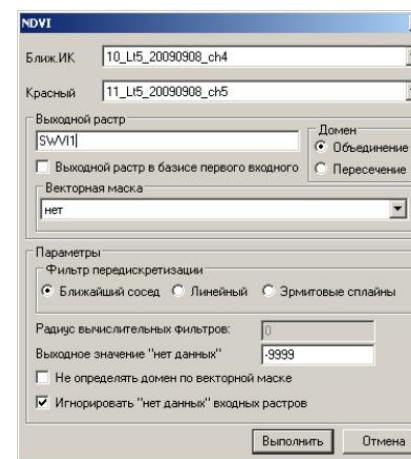 NDVI
Ближ.ИК 10_Lt5_20090908_ch4
Красный 11_Lt5_20090908_ch5
Выходной растр
SWVI1
Домен
Объединение
Выходной растр в базисе первого входного
Пересечение
Векторная маска
нет
Параметры
Фильтр передискретизации
Ближайший сосед Линейный Эрмитовые сплайны
Радиус вычислительных фильтров: 0
Выходное значение "нет данных" -9999
Не определять домен по векторной маске
Игнорировать "нет данных" входных растров
Выполнить Отмена